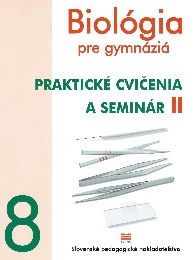 Biológia
pre gymnáziá
PRAKTICKÉ CVIČENIA
A SEMINÁR II
8
Slovenské pedagogické nakladateľstvo